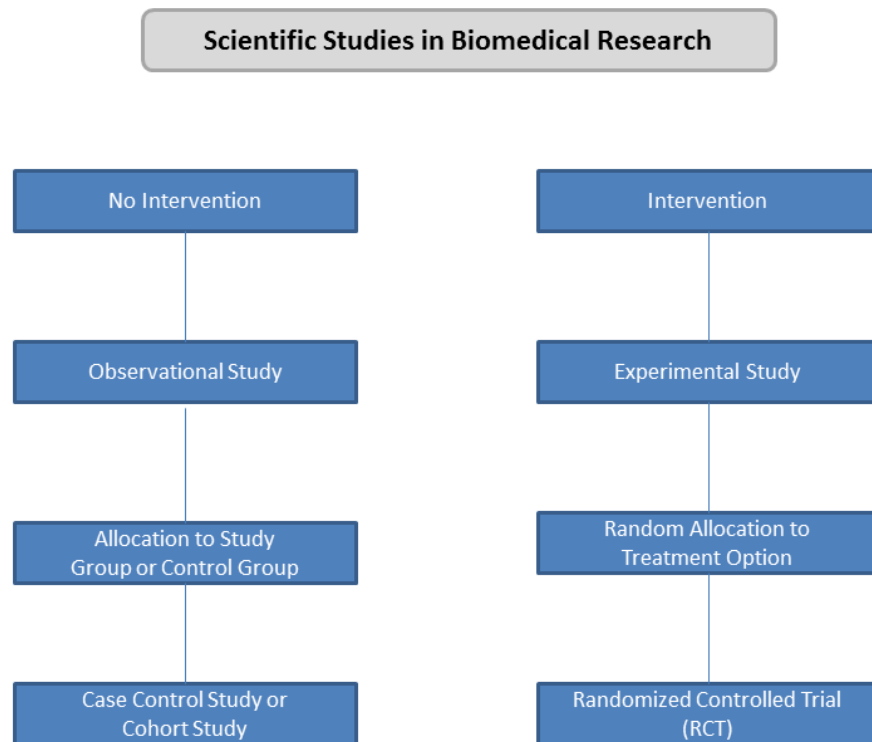 Scientific Studies in Biomedical Research
No Intervention
Intervention
Observational Study
Experimental Study
Allocation to Study
Group or Control Group
Random Allocation to
Treatment Option
Case Control Study or
Cohort Study
Randomized Controlled Trial
(RCT)